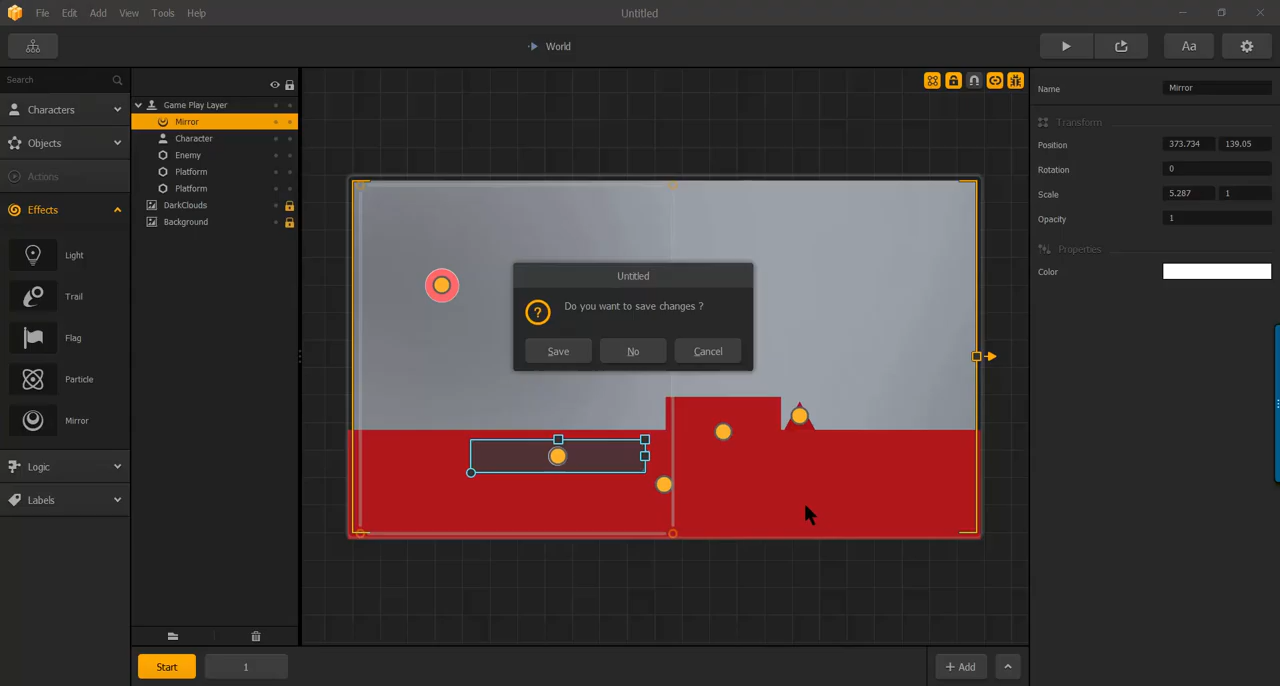 File Edit Add View Tools Help
Untitled
World
Aa
Search
Characters
Objects
Actions
Effects
Light
Trail
Flag
Particle
Mirror
Logic
Labels
Game Play Layer
Mirror
Character
Enemy
Platform
Platform
DarkClouds
Background
Untitled
?
Do you want to save changes ?
Save No Cancel
Name Mirror
Transform
Position 373.734 139.05
Rotation 0
Scale 5.287 1
Opacity 1
Properties
Color
Start 1
+ Add